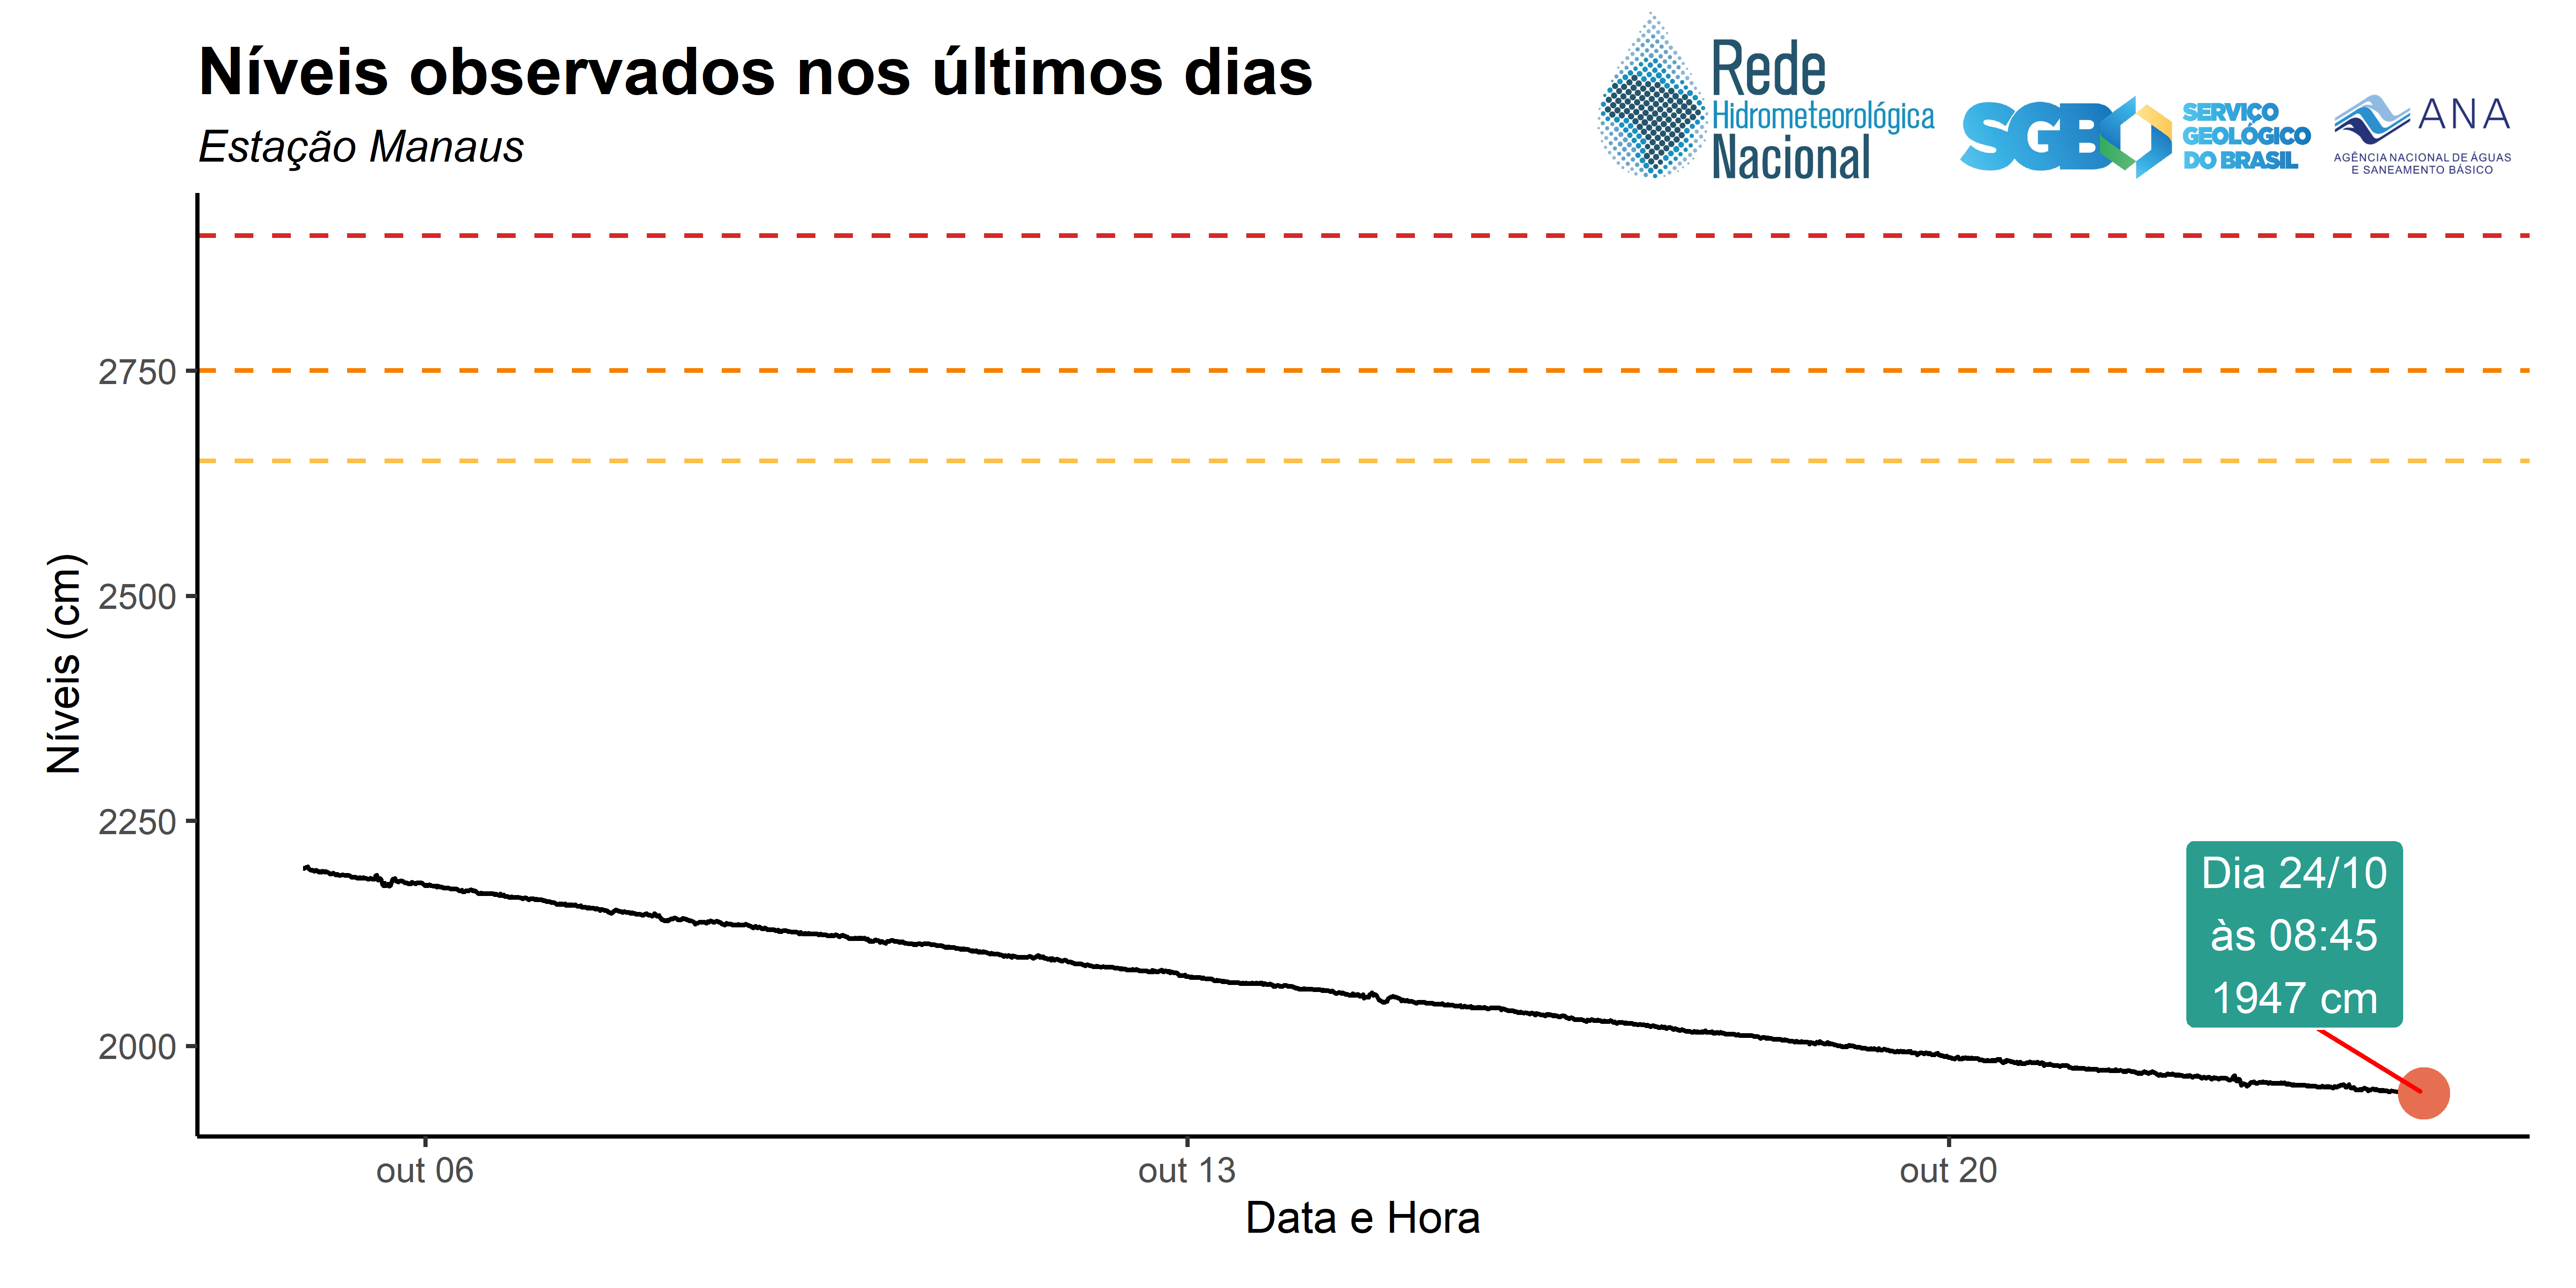 Níveis observados nos últimos dias
Estação Manaus
Rede
Hidrometeorológica
Nacional
SGB
SERVIÇO
GEOLÓGICO
DO BRASIL
ANA
AGÊNCIA NACIONAL DE ÁGUAS
E SANEAMENTO BÁSICO
Níveis (cm)
2750
2500
2250
2000
Dia 24/10
às 08:45
1947 cm
out 06
out 13
out 20
Data e Hora